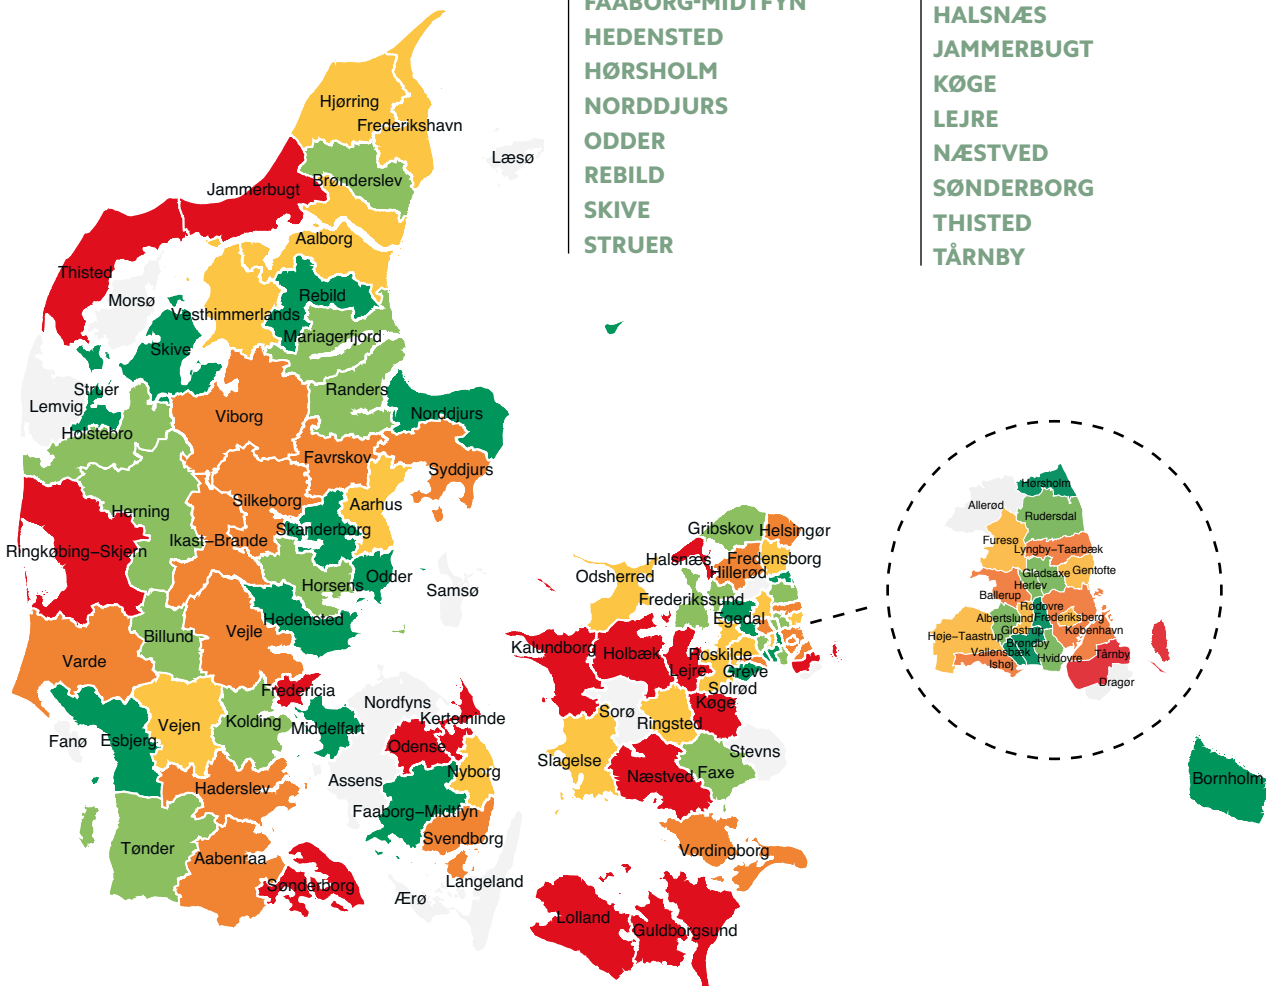 FAABORG-MIDTFYN
HEDENSTED
HØRSHOLM
NORDDJURS
ODDER
REBILD
SKIVE
STRUER
HALSNÆS
JAMMERBUGT
KØGE
LEJRE
NÆSTVED
SØNDERBORG
THISTED
TÅRNBY
Hjørring
Frederikshavn
Læsø
Brønderslev
Jammerbugt
Aalborg
Thisted
Rebild
Morsø
Vesthimmerlands
Mariagerfjord
Skive
Struer
Randers
Lemvig
Viborg
Norddjurs
Holstebro
Favrskov
Syddjurs
Silkeborg
Aarhus
Herning
Skanderborg
Ikast–Brande
Ringkøbing–Skjern
Horsens
Odder
Samsø
Hedensted
Billund
Vejle
Varde
Fredericia
Nordfyns
Kolding
Middelfart
Kerteminde
Vejen
Fanø
Esbjerg
Odense
Nyborg
Assens
Haderslev
Faaborg–Midtfyn
Svendborg
Tønder
Aabenraa
Langeland
Sønderborg
Ærø
Gribskov
Helsingør
Halsnæs
Fredensborg
Hillerød
Odsherred
Frederikssund
Egedal
Kalundborg
Holbæk
Roskilde
Lejre
Greve
Solrød
Køge
Sorø
Ringsted
Stevns
Slagelse
Næstved
Faxe
Vordingborg
Lolland
Guldborgsund
Hørsholm
Allerød
Rudersdal
Furesø
Lyngby–Taarbæk
Gladsaxe
Gentofte
Herlev
Ballerup
Rødovre
Albertslund
Frederiksberg
Glostrup
København
Høje–Taastrup
Brøndby
Vallensbæk
Hvidovre
Tårnby
Ishøj
Dragør
Bornholm